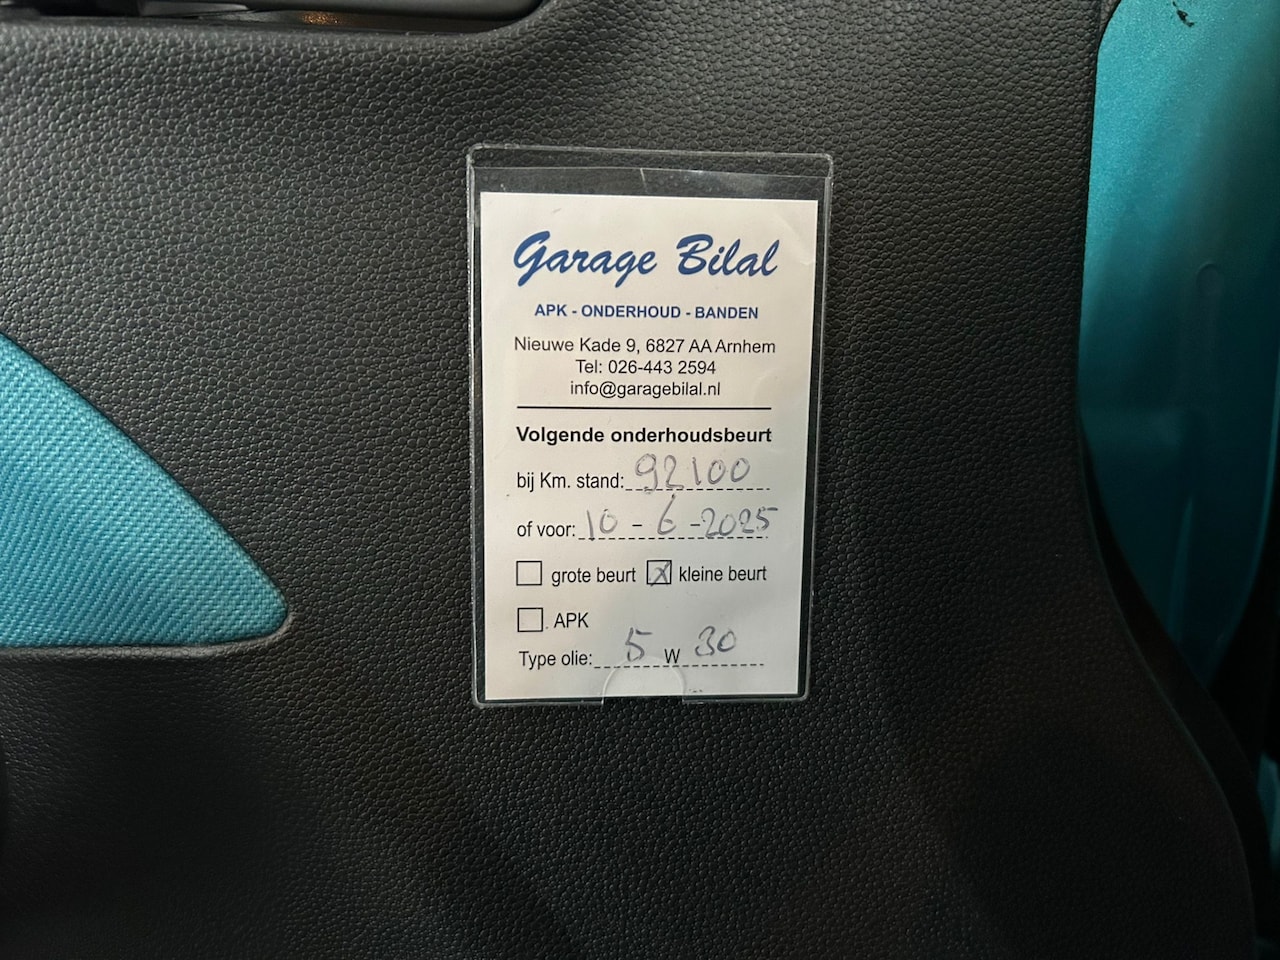 Garage Bilal
APK - ONDERHOUD - BANDEN
Nieuwe Kade 9, 6827 AA Arnhem
Tel: 026-443 2594
info@garagebilal.nl
Volgende onderhoudsbeurt
bij Km. stand: 92100
of voor: 10 - 6 - 2025
grote beurt X kleine beurt
APK
Type olie: 5 W 30